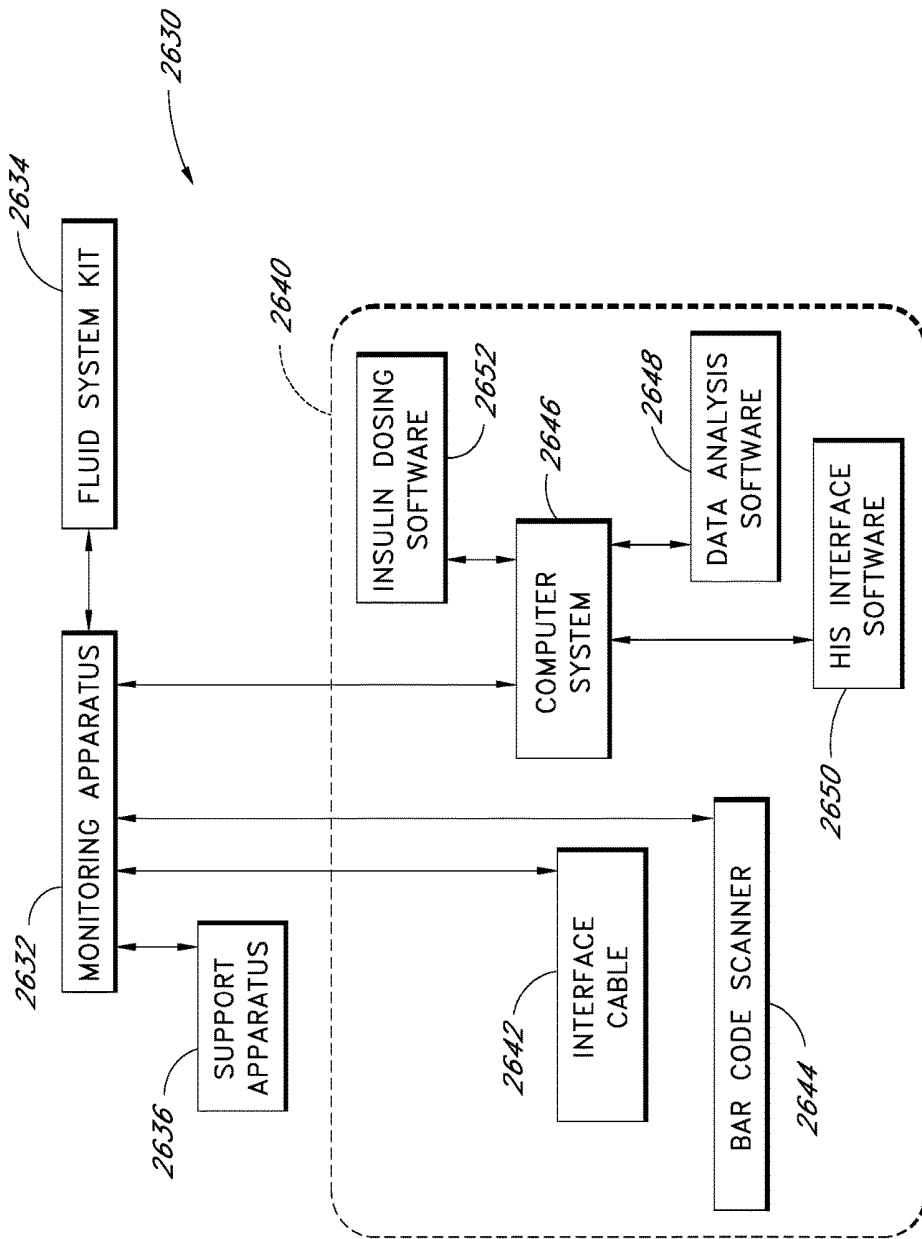 2630
2632
MONITORING APPARATUS
FLUID SYSTEM KIT
2634
2636
SUPPORT
APPARATUS
2640
2642
INTERFACE
CABLE
COMPUTER
SYSTEM
2646
INSULIN DOSING
SOFTWARE
2652
BAR CODE SCANNER
2644
DATA ANALYSIS
SOFTWARE
2648
HIS INTERFACE
SOFTWARE
2650